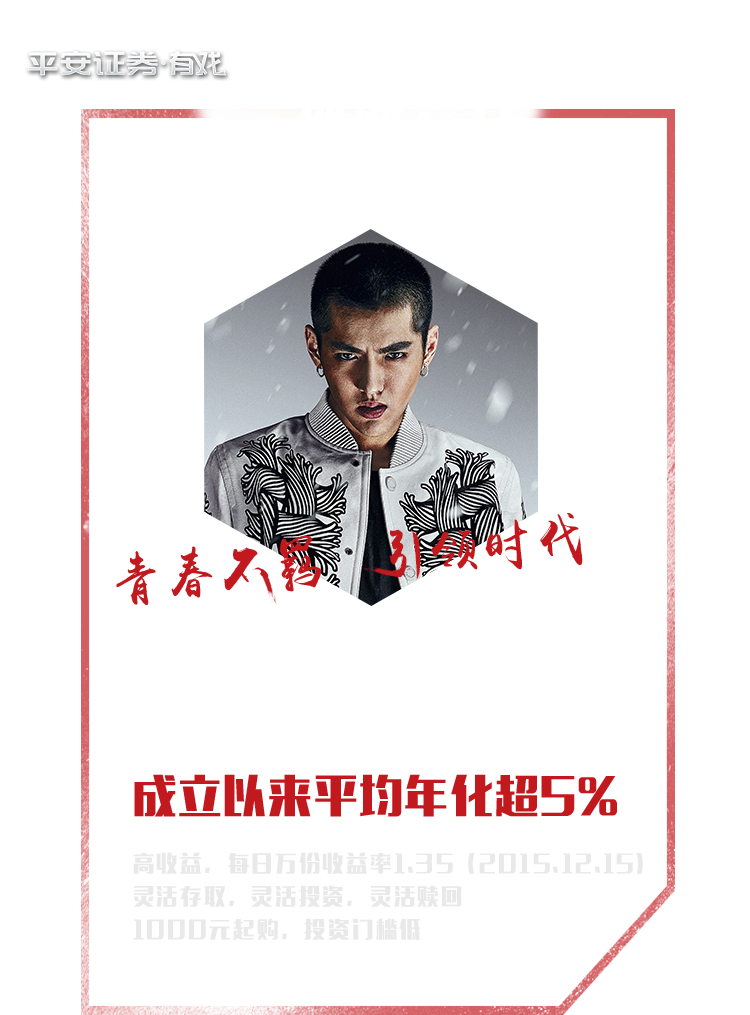 平安证券·有戏
青春不羁 引领时代
成立以来平均年化超5%
高收益，每日万份收益率1.35（2015.12.15）
灵活存取，灵活投资，灵活赎回
1000元起购，投资门槛低